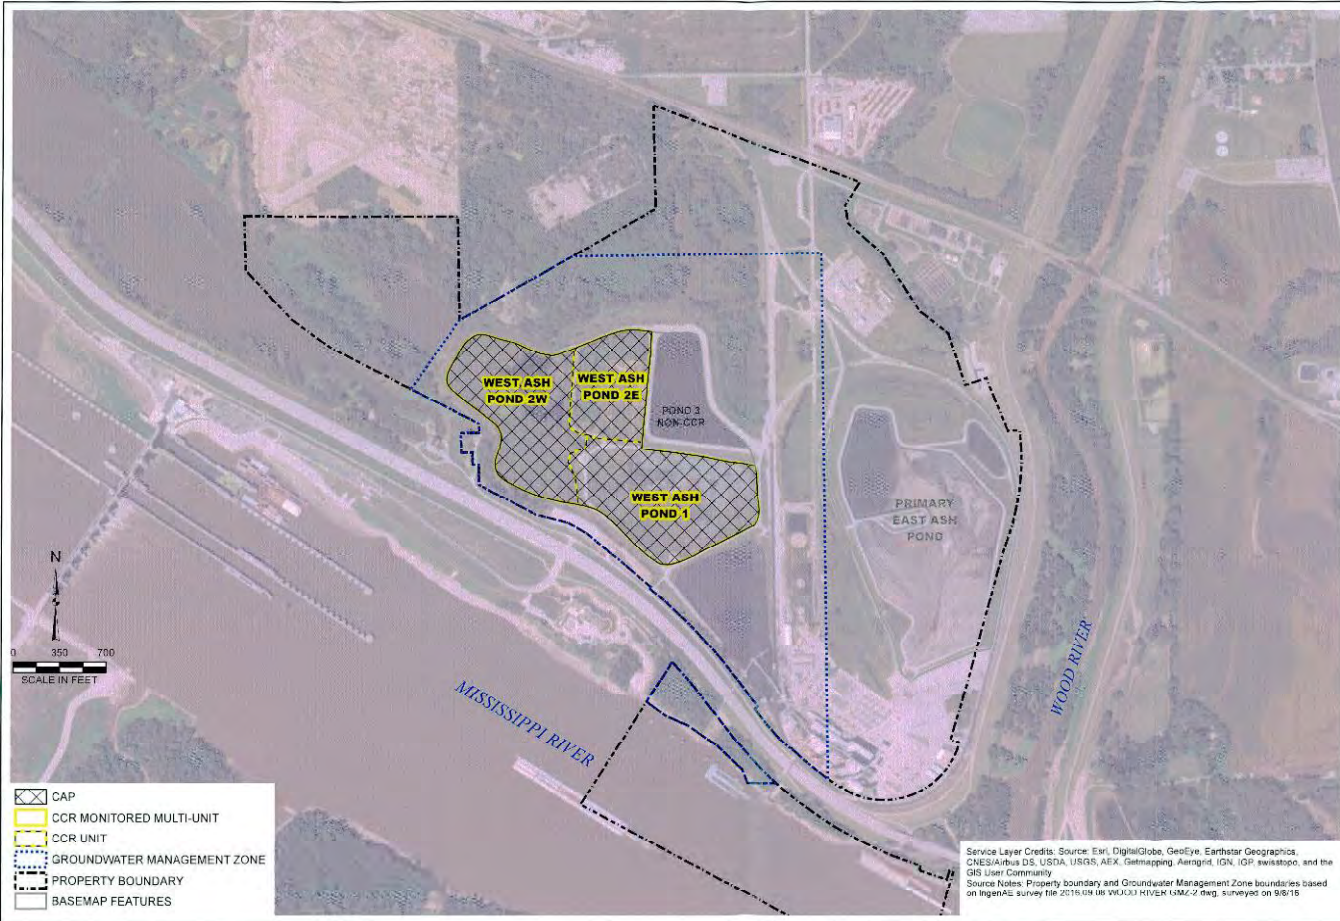 WEST ASH
POND 2W
WEST ASH
POND 2E
POND 3
NON-CCR
WEST ASH
POND 1
PRIMARY
EAST ASH
POND
N
0 350 700
SCALE IN FEET
MISSISSIPPI RIVER
WOOD RIVER
CAP
CCR MONITORED MULTI-UNIT
CCR UNIT
GROUNDWATER MANAGEMENT ZONE
PROPERTY BOUNDARY
BASEMAP FEATURES
Service Layer Credits: Source: Esri, DigitalGlobe, GeoEye, Earthstar Geographics,
CNES/Airbus DS, USDA, USGS, AEX, Getmapping, Aerogrid, IGN, IGP, swisstopo, and the
GIS User Community
Source Notes: Property boundary and Groundwater Management Zone boundaries based
on IngenAE survey file 2016.09.08 WOOD RIVER GMZ-2.dwg, surveyed on 9/8/16